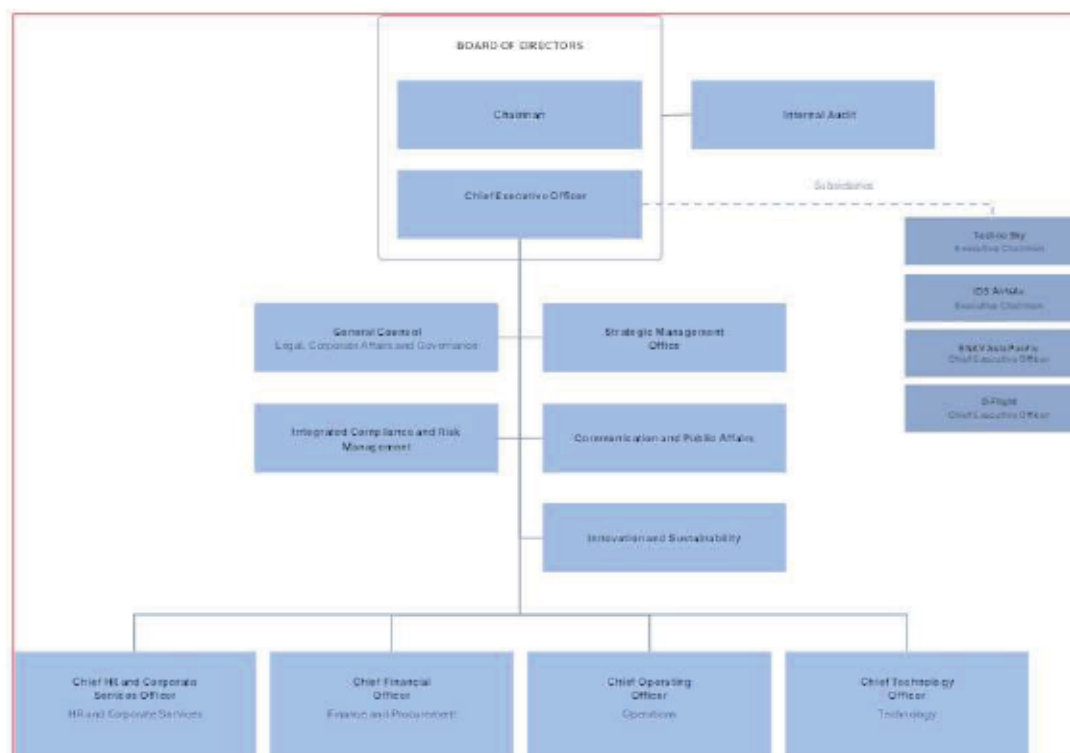 BOARD OF DIRECTORS
Chairman
Internal Audit
Chief Executive Officer
Subsidiaries
Techno Sky
Executive Chairman
IDS AirNav
Executive Chairman
General Counsel
Legal, Corporate Affairs and Governance
Strategic Management
Office
ENAV Asia Pacific
Chief Executive Officer
D-Flight
Chief Executive Officer
Integrated Compliance and Risk
Management
Communication and Public Affairs
Innovation and Sustainability
Chief HR and Corporate
Services Officer
HR and Corporate Services
Chief Financial
Officer
Finance and Procurement
Chief Operating
Officer
Operations
Chief Technology
Officer
Technology